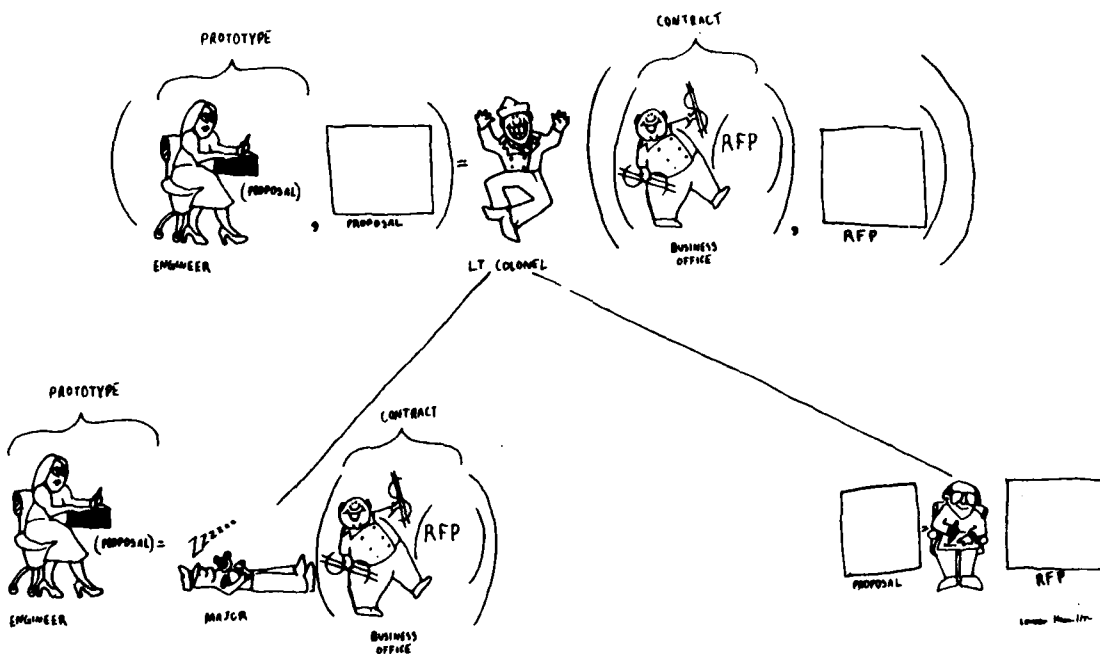 CONTRACT
PROTOTYPE
RFP
(PROPOSAL)
=
,
PROPOSAL
,
RFP
ENGINEER
LT COLONEL
BUSINESS
OFFICE
PROTOTYPE
CONTRACT
ZZZ.....
RFP
(PROPOSAL) =
=
PROPOSAL
RFP
ENGINEER
MAJOR
BUSINESS
OFFICE